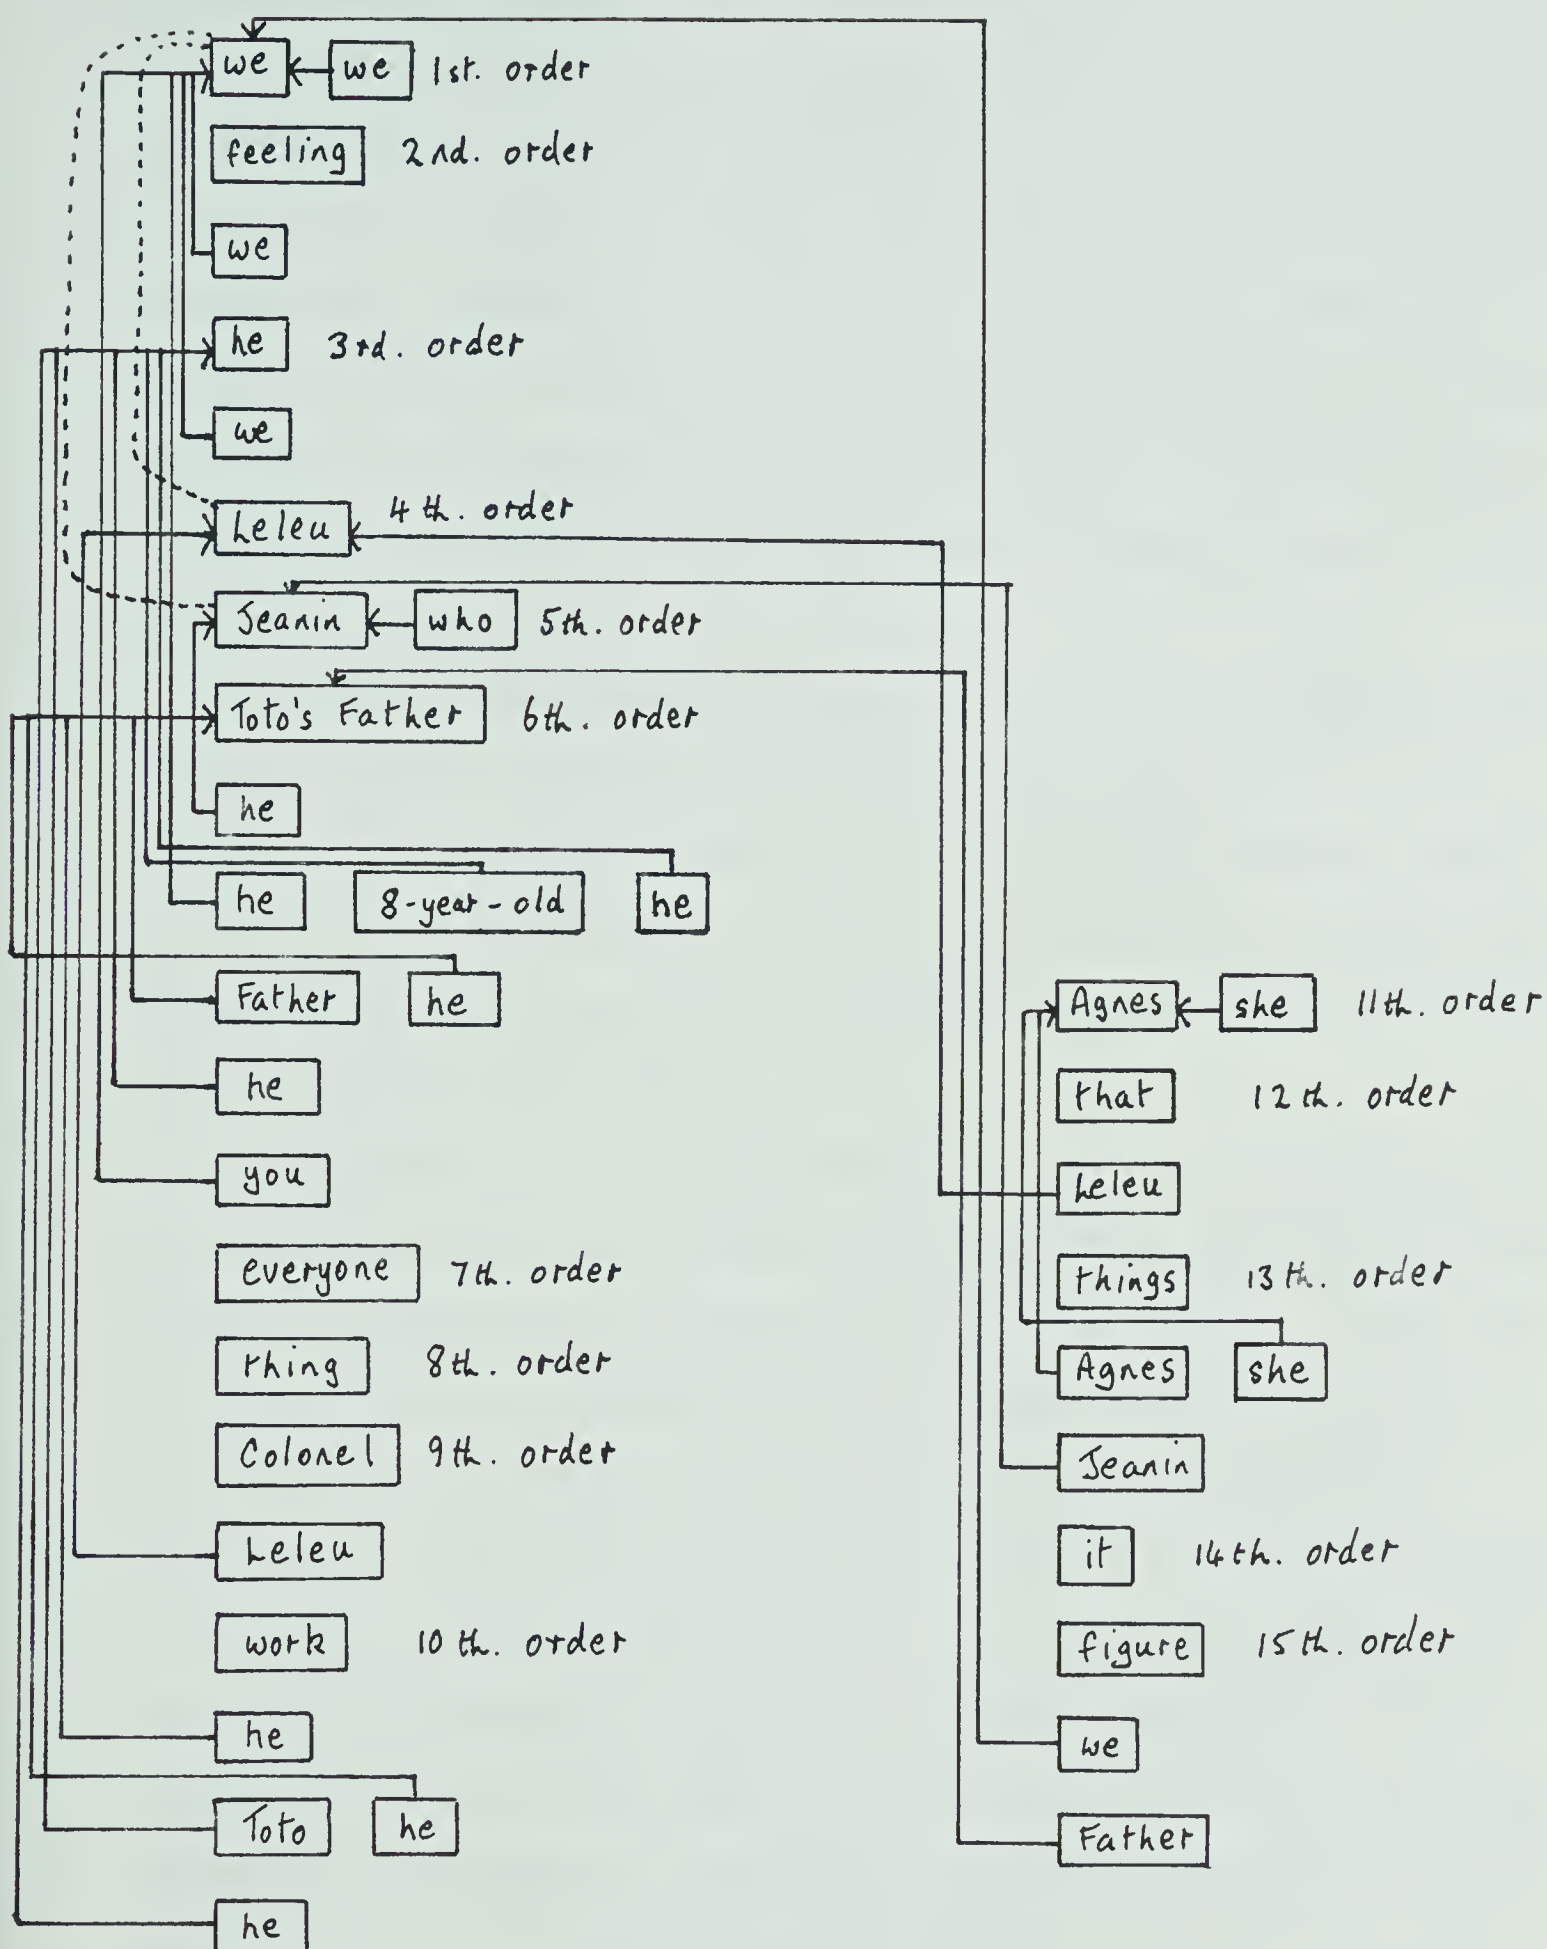 we we 1st. order
feeling 2nd. order
we
he 3rd. order
we
Leleu 4th. order
Jeanin who 5th. order
Toto's Father 6th. order
he
he 8-year-old he
Father he
he
you
everyone 7th. order
thing 8th. order
Colonel 9th. order
Leleu
work 10th. order
he
Toto he
he
Agnes she 11th. order
that 12th. order
Leleu
things 13th. order
Agnes she
Jeanin
it 14th. order
figure 15th. order
we
Father